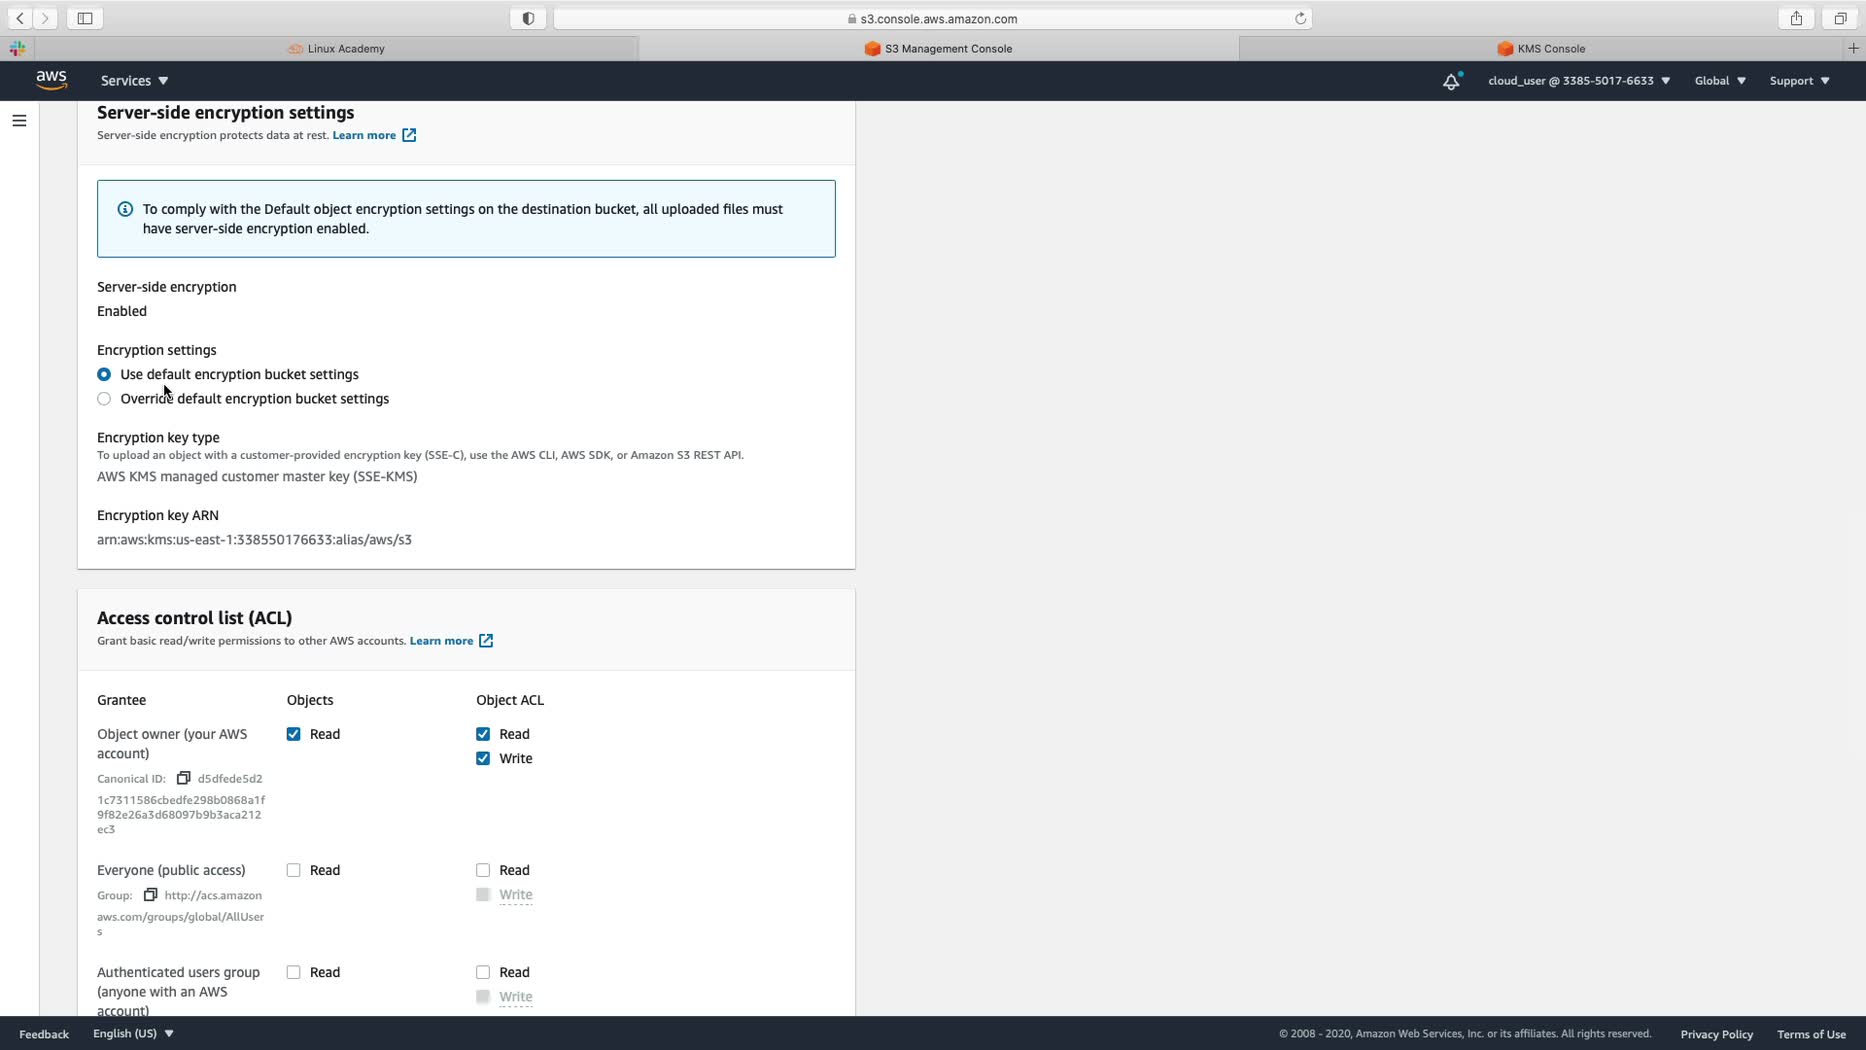 s3.console.aws.amazon.com
Linux Academy
S3 Management Console
KMS Console
aws
Services
cloud_user @ 3385-5017-6633
Global
Support
Server-side encryption settings
Server-side encryption protects data at rest. Learn more
To comply with the Default object encryption settings on the destination bucket, all uploaded files must
have server-side encryption enabled.
Server-side encryption
Enabled
Encryption settings
Use default encryption bucket settings
Override default encryption bucket settings
Encryption key type
To upload an object with a customer-provided encryption key (SSE-C), use the AWS CLI, AWS SDK, or Amazon S3 REST API.
AWS KMS managed customer master key (SSE-KMS)
Encryption key ARN
arn:aws:kms:us-east-1:338550176633:alias/aws/s3
Access control list (ACL)
Grant basic read/write permissions to other AWS accounts. Learn more
Grantee
Objects
Object ACL
Object owner (your AWS
account)
Read
Read
Write
Canonical ID: d5dfede5d2
1c7311586cbedfe298b0868a1f
9f82e26a3d68097b9b3aca212
ec3
Everyone (public access)
Read
Read
Write
Group: http://acs.amazon
aws.com/groups/global/AllUser
s
Authenticated users group
(anyone with an AWS
account)
Read
Read
Write
Feedback
English (US)
© 2008 - 2020, Amazon Web Services, Inc. or its affiliates. All rights reserved.
Privacy Policy
Terms of Use